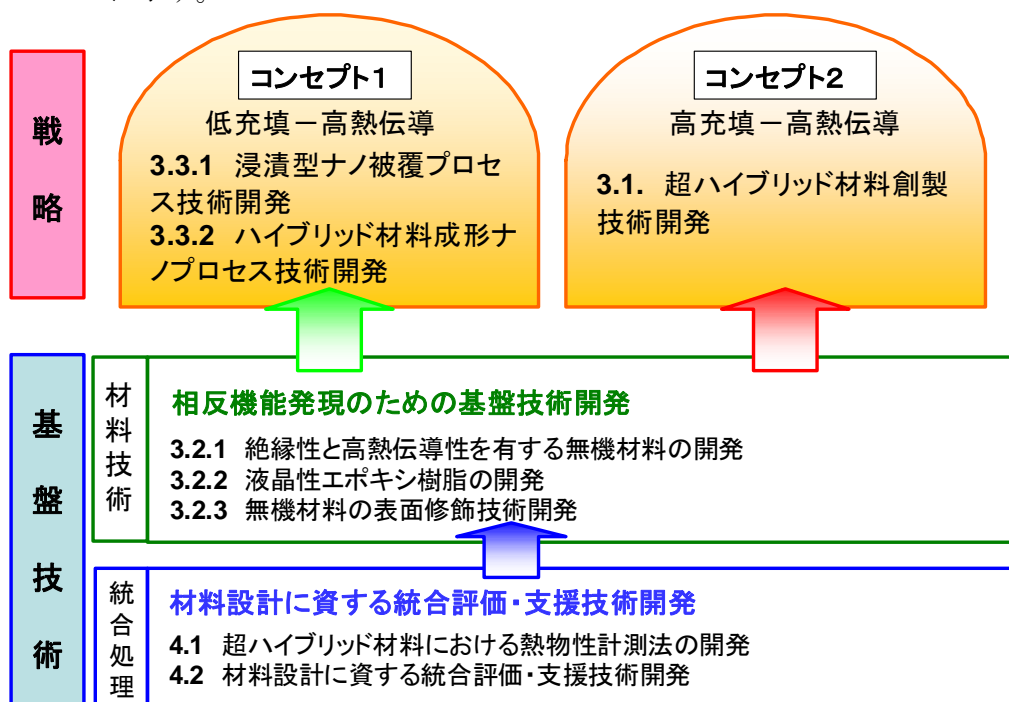 戦略
コンセプト1
低充填－高熱伝導
3.3.1 浸漬型ナノ被覆プロセ
ス技術開発
3.3.2 ハイブリッド材料成形ナ
ノプロセス技術開発
コンセプト2
高充填－高熱伝導
3.1. 超ハイブリッド材料創製
技術開発
基盤技術
材料技術
相反機能発現のための基盤技術開発
3.2.1 絶縁性と高熱伝導性を有する無機材料の開発
3.2.2 液晶性エポキシ樹脂の開発
3.2.3 無機材料の表面修飾技術開発
統合処理
材料設計に資する統合評価・支援技術開発
4.1 超ハイブリッド材料における熱物性計測法の開発
4.2 材料設計に資する統合評価・支援技術開発